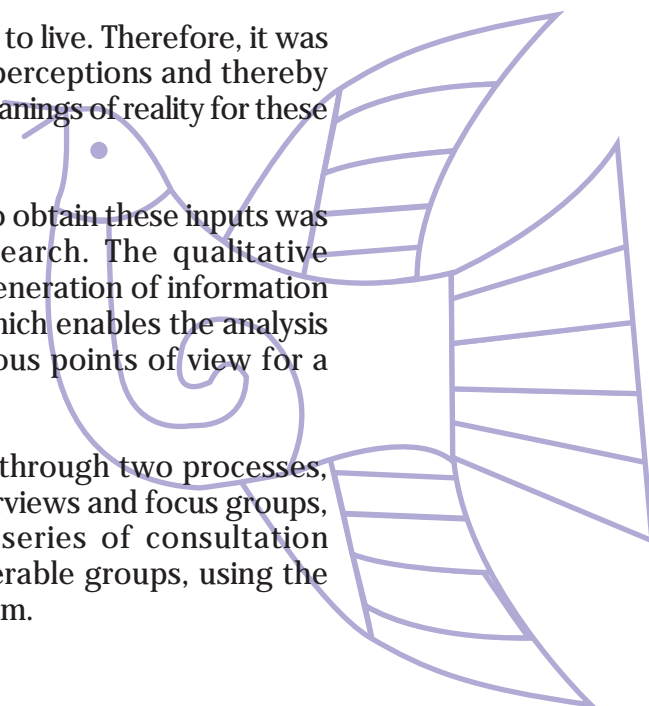 to live. Therefore, it was
perceptions and thereby
anings of reality for these
o obtain these inputs was
earch. The qualitative
eneration of information
hich enables the analysis
ous points of view for a
through two processes,
rviews and focus groups,
series of consultation
erable groups, using the
m.